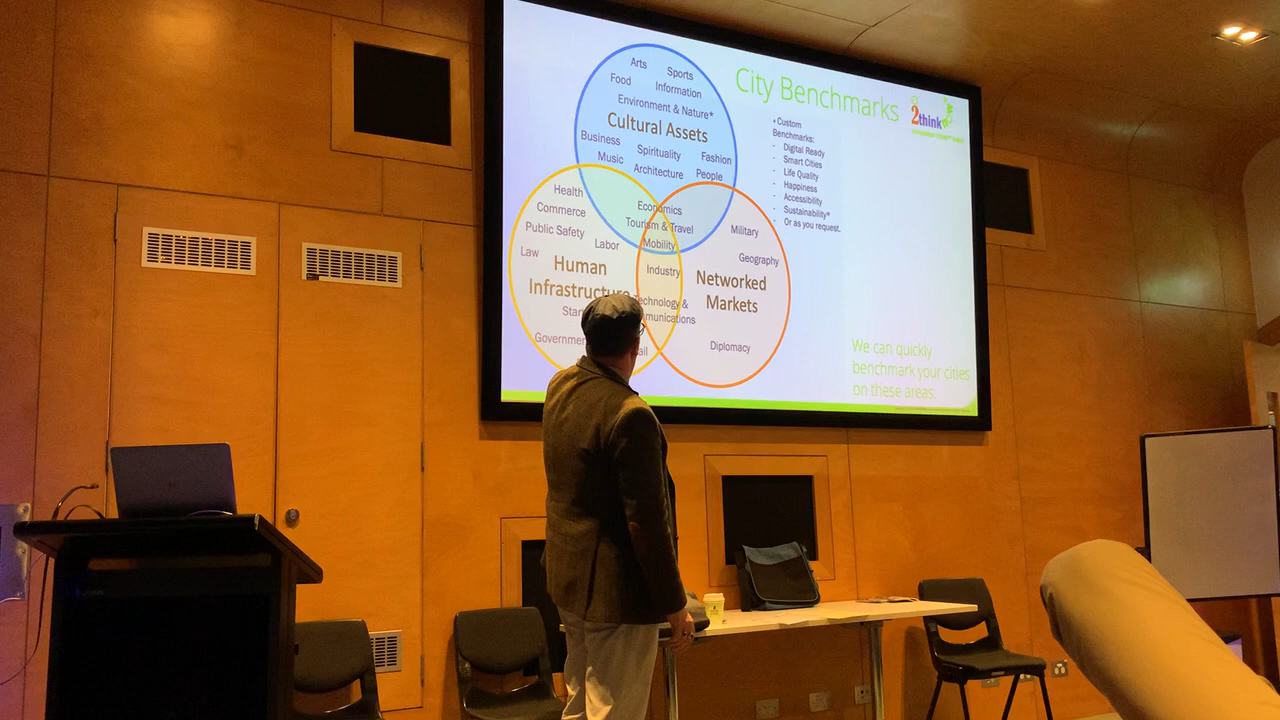 City Benchmarks
2think
Arts
Sports
Food
Information
Environment & Nature*
Cultural Assets
Business
Spirituality
Fashion
Music
Architecture
People
Health
Economics
Commerce
Tourism & Travel
Public Safety
Labor
Mobility
Law
Human
Infrastructure
Industry
Military
Geography
Networked
Markets
Technology &
Diplomacy
* Custom
Benchmarks:
- Digital Ready
- Smart Cities
- Life Quality
- Happiness
- Accessibility
- Sustainability*
- Or as you request.
We can quickly
benchmark your cities
on these areas.